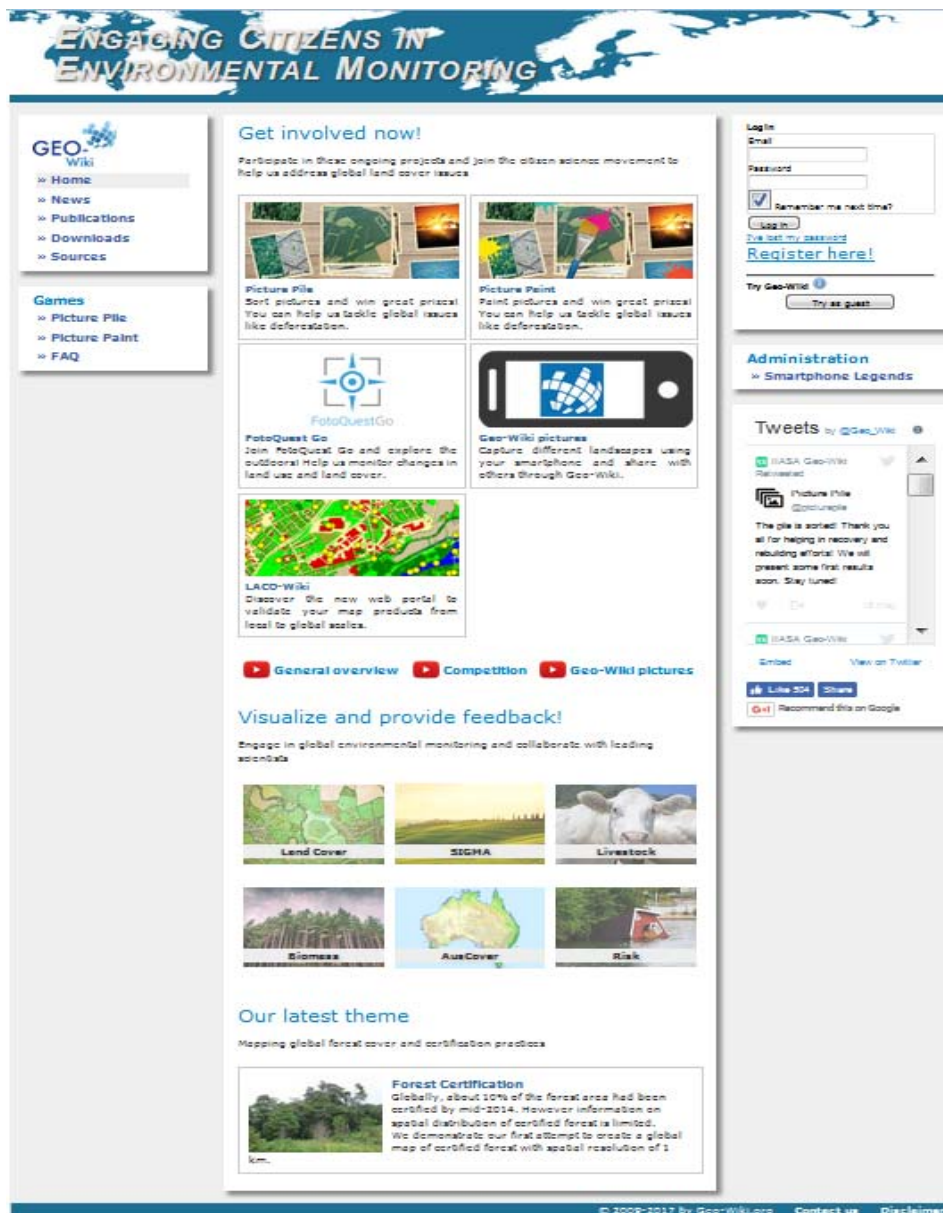 ENGAGING CITIZENS IN
ENVIRONMENTAL MONITORING
GEO-
Wiki
» Home
» News
» Publications
» Downloads
» Sources
Games
» Picture Pile
» Picture Paint
» FAQ
Get involved now!
Participate in these ongoing projects and join the citizen science movement to
help us address global land cover issues
Picture Pile
Sort pictures and win great prizes!
You can help us tackle global issues
like deforestation.
Picture Paint
Paint pictures and win great prizes!
You can help us tackle global issues
like deforestation.
FotoQuestGo
FotoQuest Go
Join FotoQuest Go and explore the
outdoors! Help us monitor changes in
land use and land cover.
Geo-Wiki pictures
Capture different landscapes using
your smartphone and share with
others through Geo-Wiki.
LACO-Wiki
Discover the new web portal to
validate your map products from
local to global scales.
General overview
Competition
Geo-Wiki pictures
Visualize and provide feedback!
Engage in global environmental monitoring and collaborate with leading
scientists
Land Cover
SIGMA
Livestock
Biomass
AusCover
Risk
Our latest theme
Mapping global forest cover and certification practices
Forest Certification
Globally, about 10% of the forest area had been
certified by mid-2014. However information on
spatial distribution of certified forest is limited.
We demonstrate our first attempt to create a global
map of certified forest with spatial resolution of 1
km.
Login
Email
Password
Remember me next time?
Log in
I've lost my password
Register here!
Try Geo-Wiki
Try as guest
Administration
» Smartphone Legends
Tweets by @Geo_Wiki
IIASA Geo-Wiki
Retweeted
Picture Pile
@picturepile
The pile is sorted! Thank you
all for helping in recovery and
rebuilding efforts! We will
present some first results
soon. Stay tuned!
IIASA Geo-Wiki
Embed
View on Twitter
Like 504
Share
G+1
Recommend this on Google
© 2009-2017 by Geo-Wiki.org Contact us Disclaimer